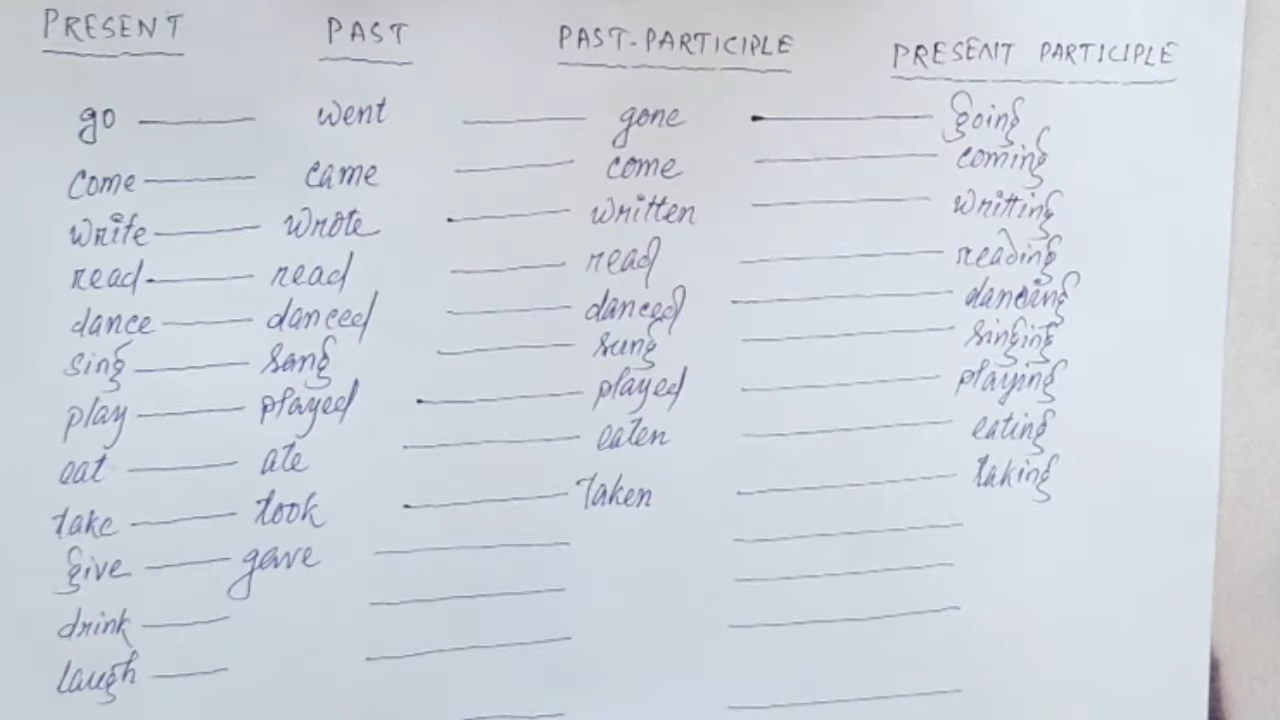 PRESENT PAST PAST-PARTICIPLE PRESENT PARTICIPLE
go went gone going
come came come coming
write wrote written writting
read read read reading
dance danced danced dancing
sing sang sung singing
play played played playing
eat ate eaten eating
take took taken taking
give gave
drink
laugh